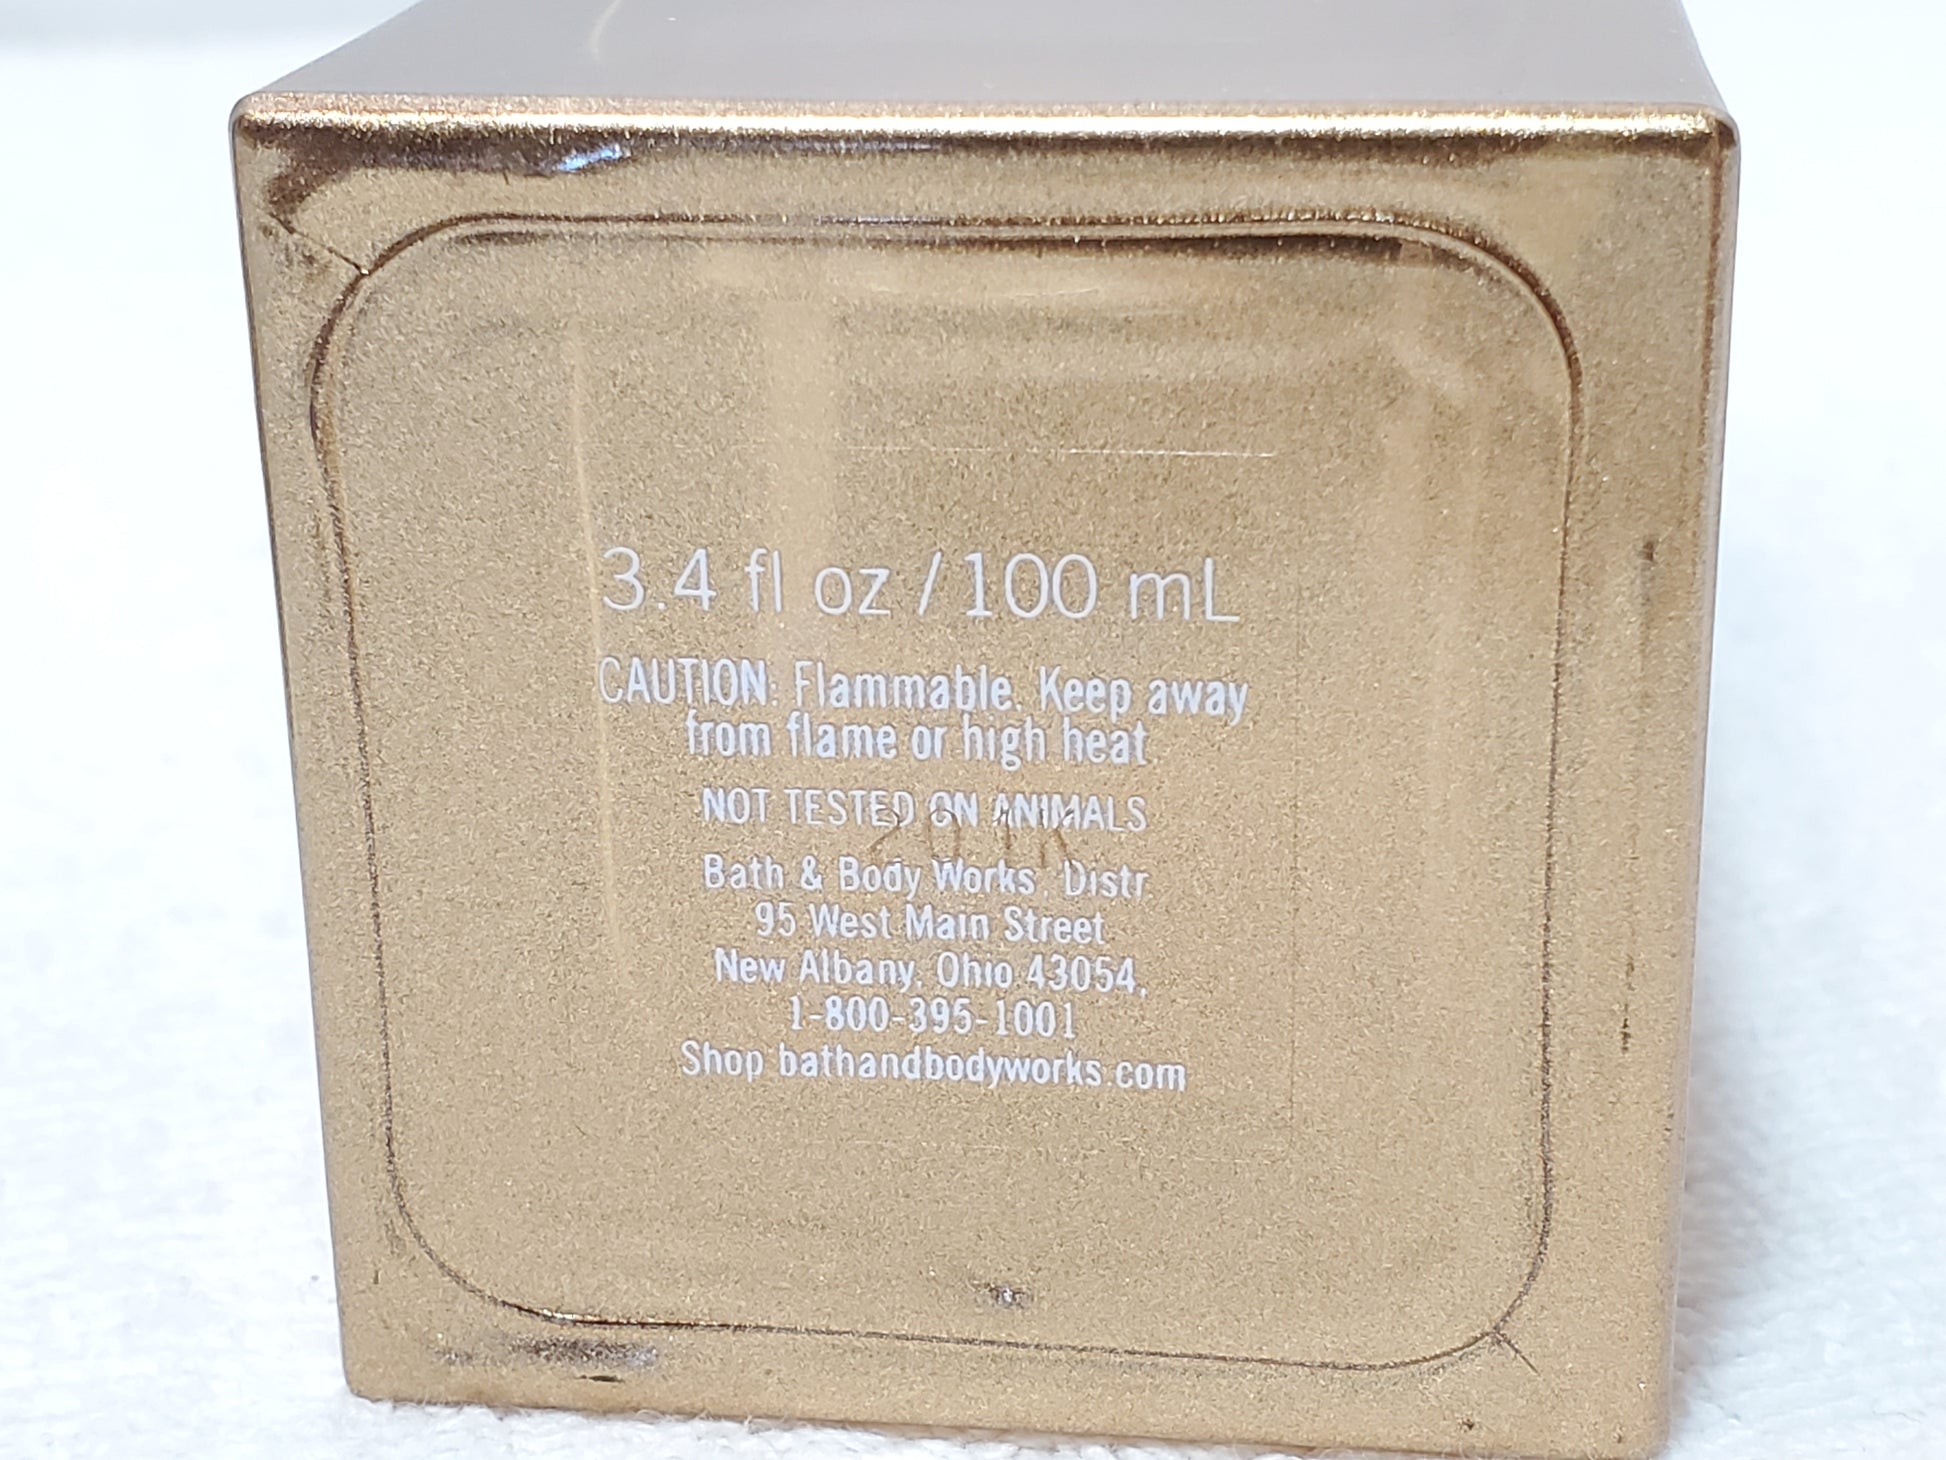 3.4 fl oz / 100 mL
CAUTION: Flammable. Keep away
from flame or high heat
NOT TESTED ON ANIMALS
Bath & Body Works, Distr.
95 West Main Street
New Albany, Ohio 43054,
1-800-395-1001
Shop bathandbodyworks.com